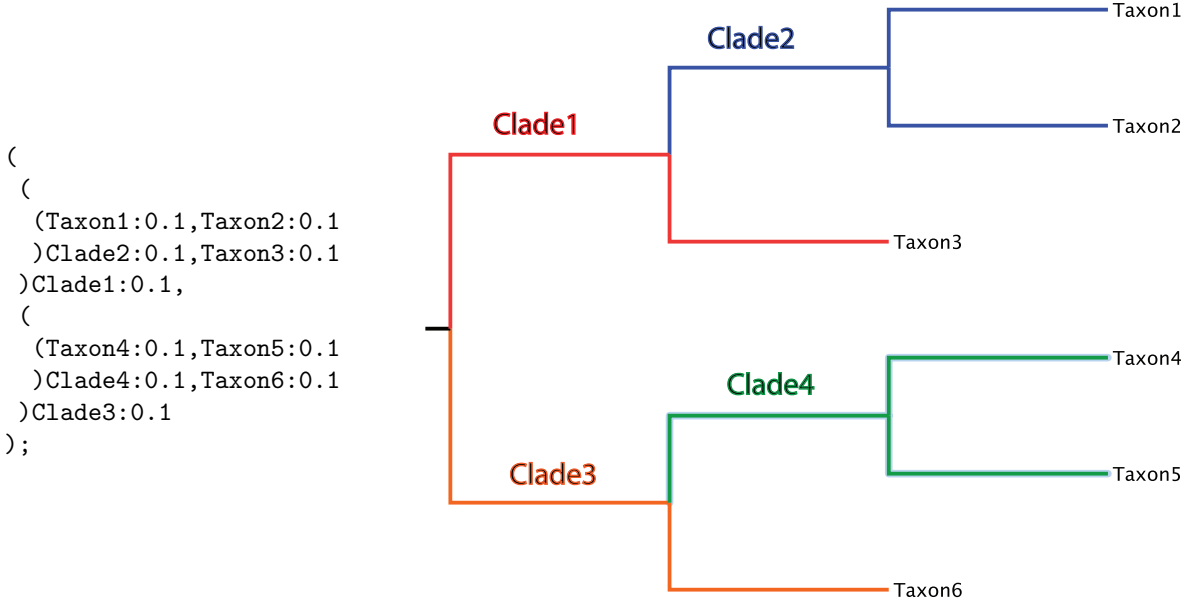 (
(
(Taxon1:0.1,Taxon2:0.1
)Clade2:0.1,Taxon3:0.1
)Clade1:0.1,
(
(Taxon4:0.1,Taxon5:0.1
)Clade4:0.1,Taxon6:0.1
)Clade3:0.1
);
Taxon1
Clade2
Clade1
Taxon2
Taxon3
Taxon4
Clade4
Clade3
Taxon5
Taxon6